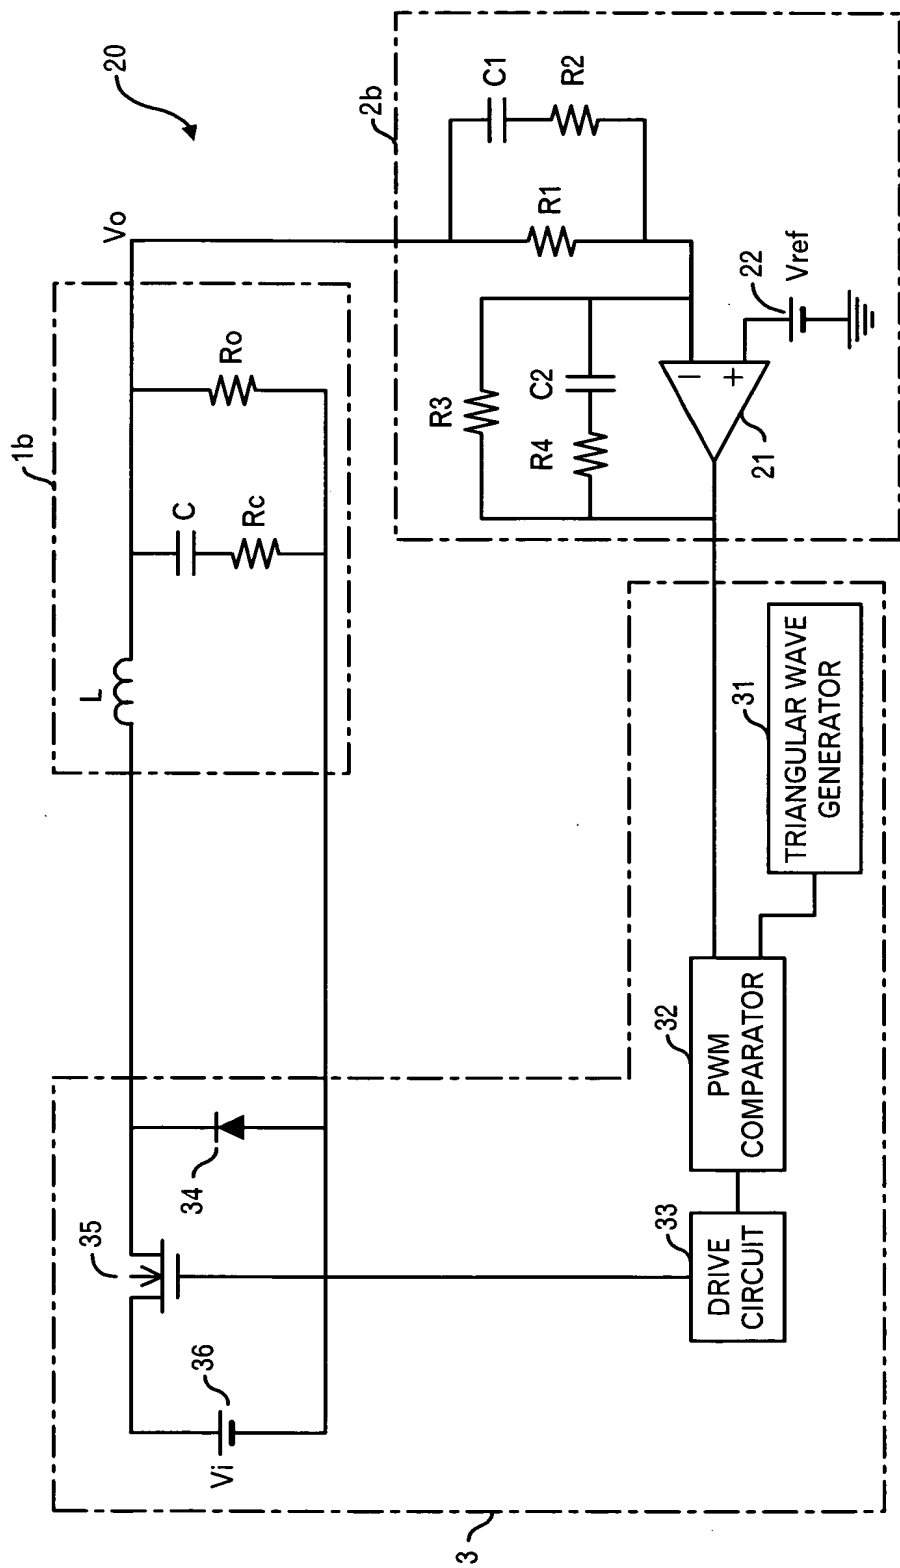 20
1b
Vo
L
C
Rc
Ro
2b
C1
R2
R1
R3
C2
R4
−
+
21
22
Vref
35
34
36
Vi
3
33
DRIVE
CIRCUIT
32
PWM
COMPARATOR
31
TRIANGULAR WAVE
GENERATOR